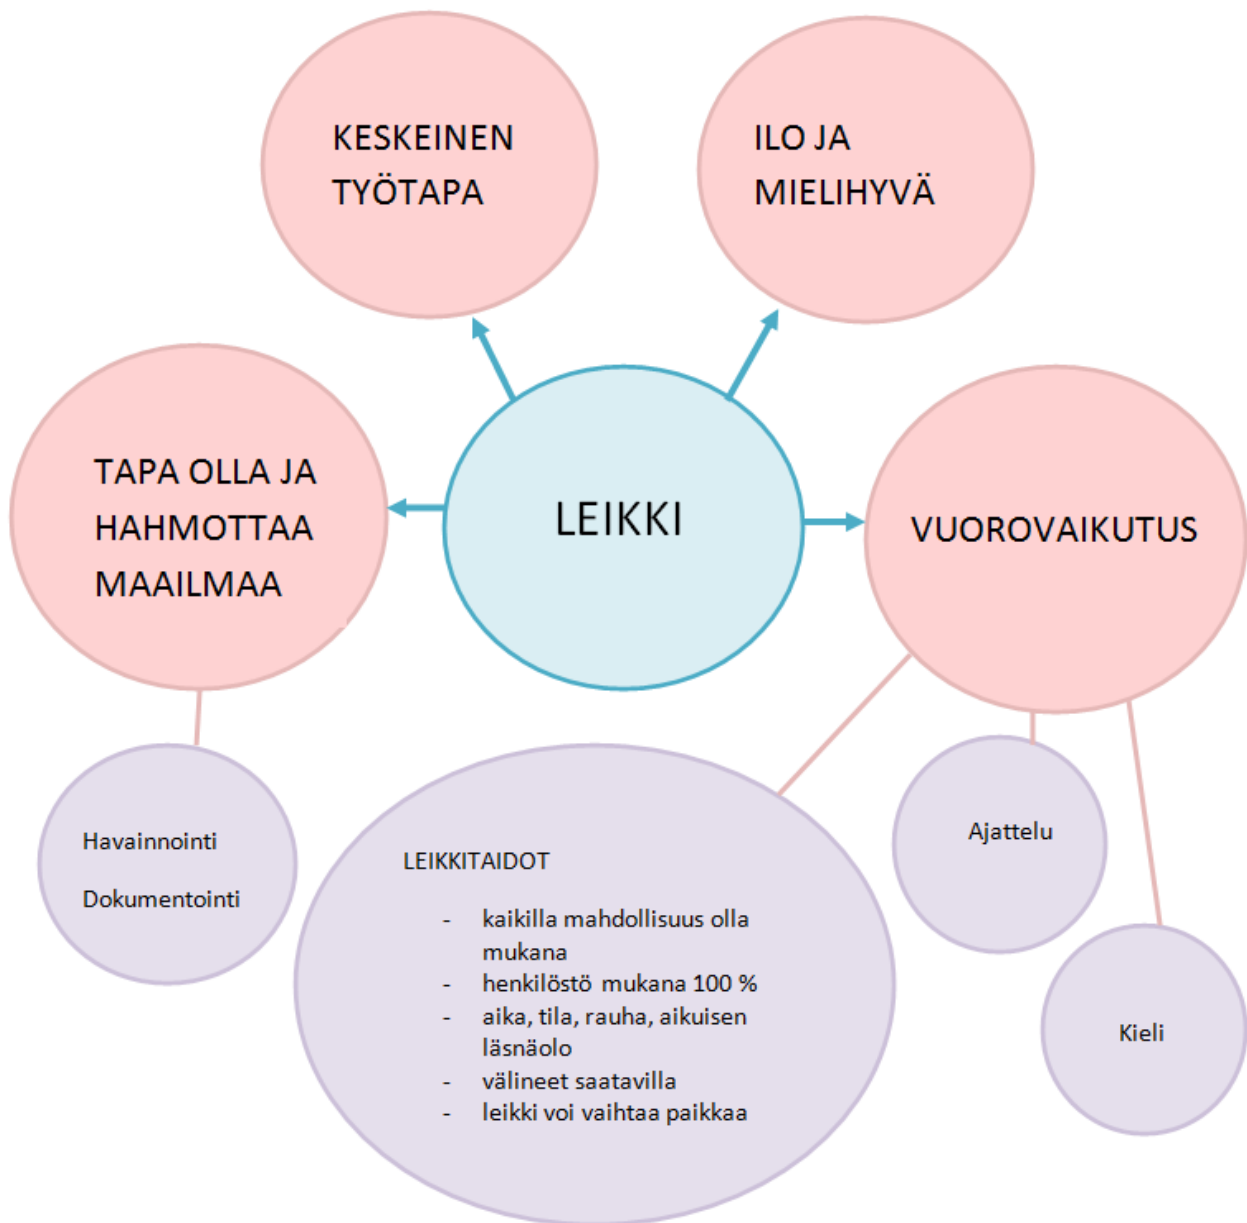 KESKEINEN
TYÖTAPA
ILO JA
MIELIHYVÄ
TAPA OLLA JA
HAHMOTTAA
MAAILMAA
LEIKKI
VUOROVAIKUTUS
Havainnointi
Dokumentointi
LEIKKITAIDOT
- kaikilla mahdollisuus olla
mukana
- henkilöstö mukana 100 %
- aika, tila, rauha, aikuisen
läsnäolo
- välineet saatavilla
- leikki voi vaihtaa paikkaa
Ajattelu
Kieli